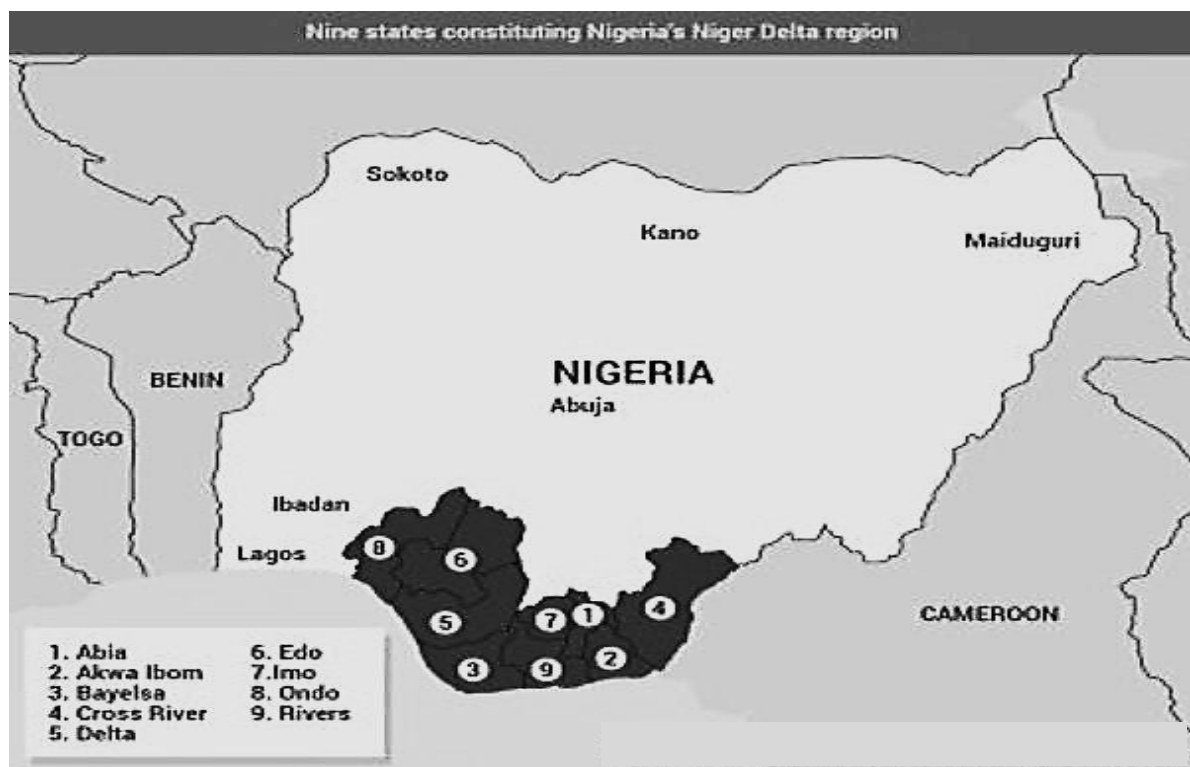 Nine states constituting Nigeria's Niger Delta region
Sokoto
Kano
Maiduguri
NIGERIA
Abuja
BENIN
TOGO
Ibadan
Lagos
CAMEROON
8
6
5
7
1
4
3
9
2
1. Abia
2. Akwa Ibom
3. Bayelsa
4. Cross River
5. Delta
6. Edo
7.Imo
8. Ondo
9. Rivers